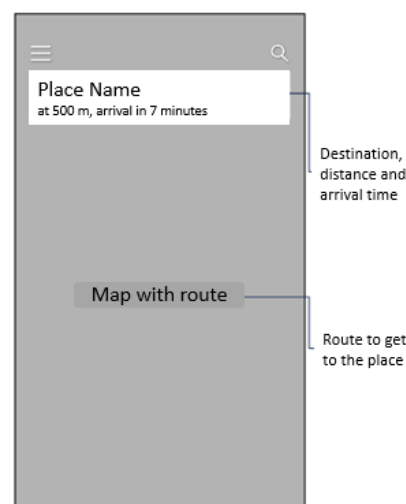 Place Name
at 500 m, arrival in 7 minutes
Destination,
distance and
arrival time
Map with route
Route to get
to the place